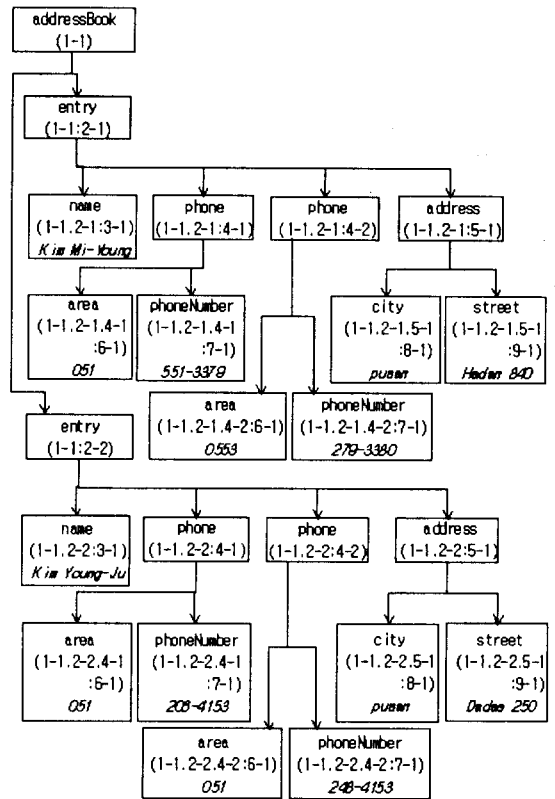 addressBook
(1-1)
entry
(1-1:2-1)
name
(1-1.2-1:3-1)
Kim Mi-Young
phone
(1-1.2-1:4-1)
phone
(1-1.2-1:4-2)
address
(1-1.2-1:5-1)
area
(1-1.2-1.4-1
:6-1)
051
phoneNumber
(1-1.2-1.4-1
:7-1)
551-3379
city
(1-1.2-1.5-1
:8-1)
pusan
street
(1-1.2-1.5-1
:9-1)
Hadan 840
area
(1-1.2-1.4-2:6-1)
0553
phoneNumber
(1-1.2-1.4-2:7-1)
279-3380
entry
(1-1:2-2)
name
(1-1.2-2:3-1)
Kim Young-Ju
phone
(1-1.2-2:4-1)
phone
(1-1.2-2:4-2)
address
(1-1.2-2:5-1)
area
(1-1.2-2.4-1
:6-1)
051
phoneNumber
(1-1.2-2.4-1
:7-1)
208-4153
city
(1-1.2-2.5-1
:8-1)
pusan
street
(1-1.2-2.5-1
:9-1)
250
area
(1-1.2-2.4-2:6-1)
051
phoneNumber
(1-1.2-2.4-2:7-1)
248-4153